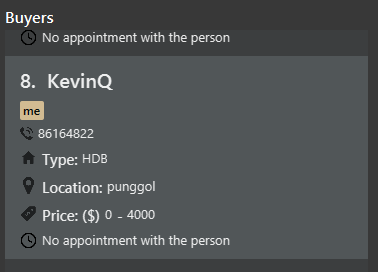 Buyers
No appointment with the person
8. KevinQ
me
86164822
Type: HDB
Location: punggol
Price: ($) 0 - 4000
No appointment with the person